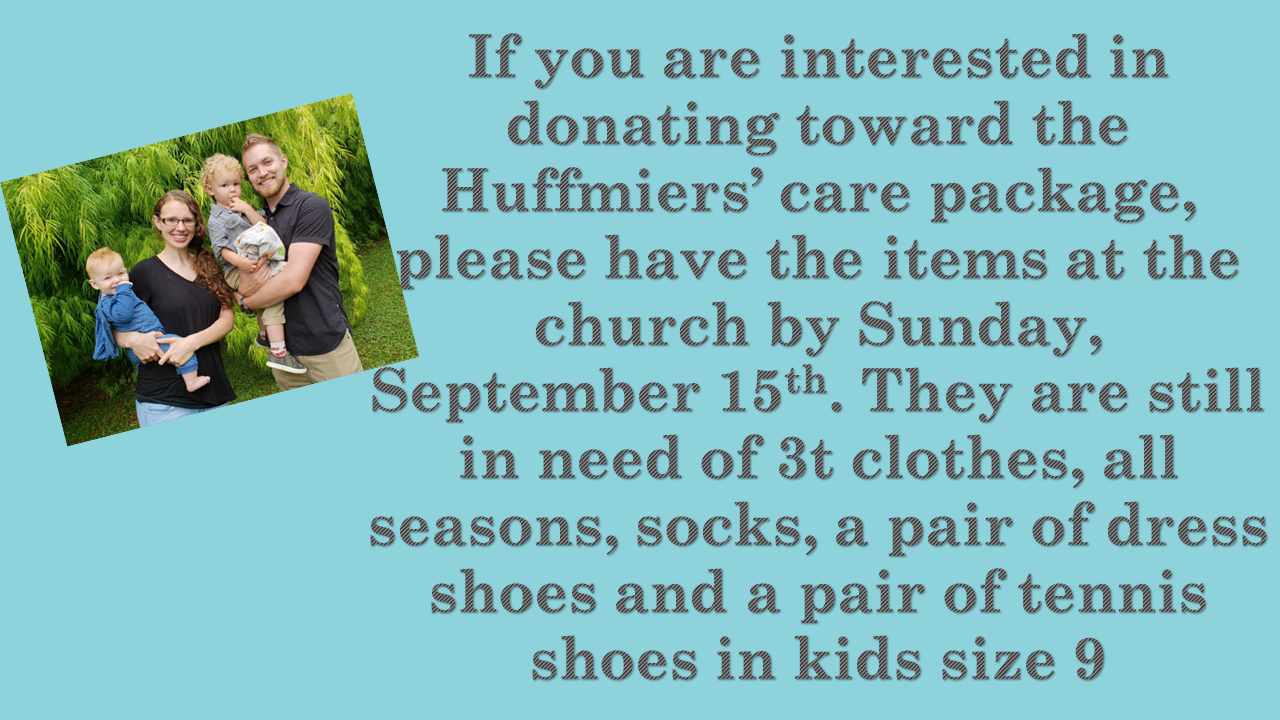 If you are interested in
donating toward the
Huffmiers’ care package,
please have the items at the
church by Sunday,
September 15th. They are still
in need of 3t clothes, all
seasons, socks, a pair of dress
shoes and a pair of tennis
shoes in kids size 9